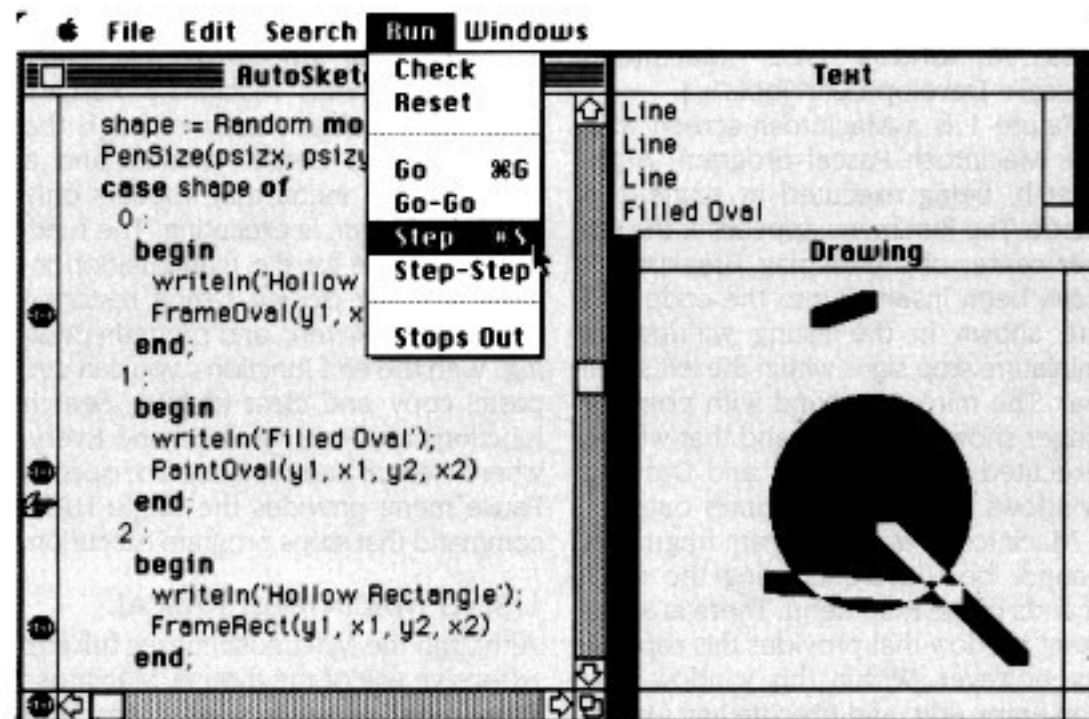 File Edit Search Run Windows
AutoSket
shape := Random mo
PenSize(psizx, psizy
case shape of
0 :
begin
writeln('Hollow
FrameOval(y1, x
end;
1 :
begin
writeln('Filled Oval');
PaintOval(y1, x1, y2, x2)
end;
2 :
begin
writeln('Hollow Rectangle');
FrameRect(y1, x1, y2, x2)
end;
Check
Reset
Go ⌘G
Go-Go
Step ⌘S
Step-Step
Stops Out
Text
Line
Line
Line
Filled Oval
Drawing